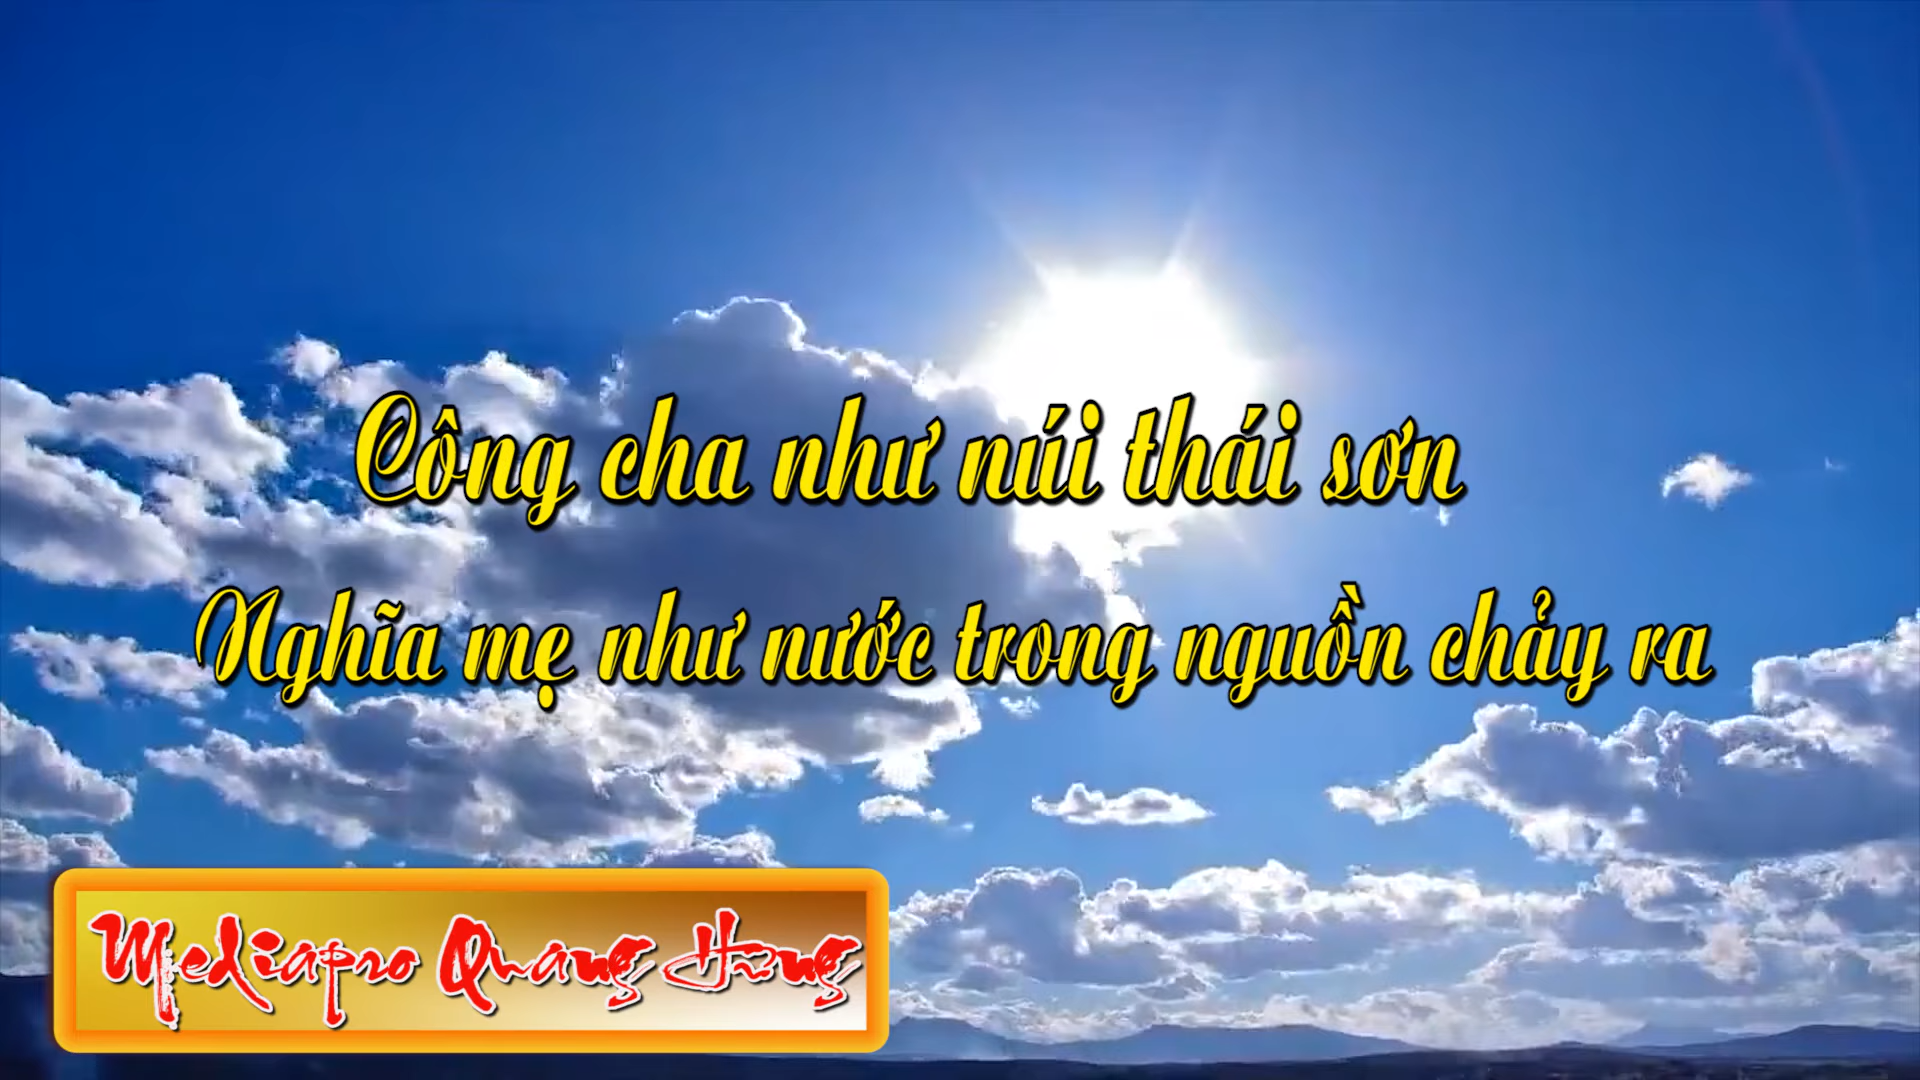 Công cha như núi thái sơn
Nghĩa mẹ như nước trong nguồn chảy ra
Mediapro Quang Hưng